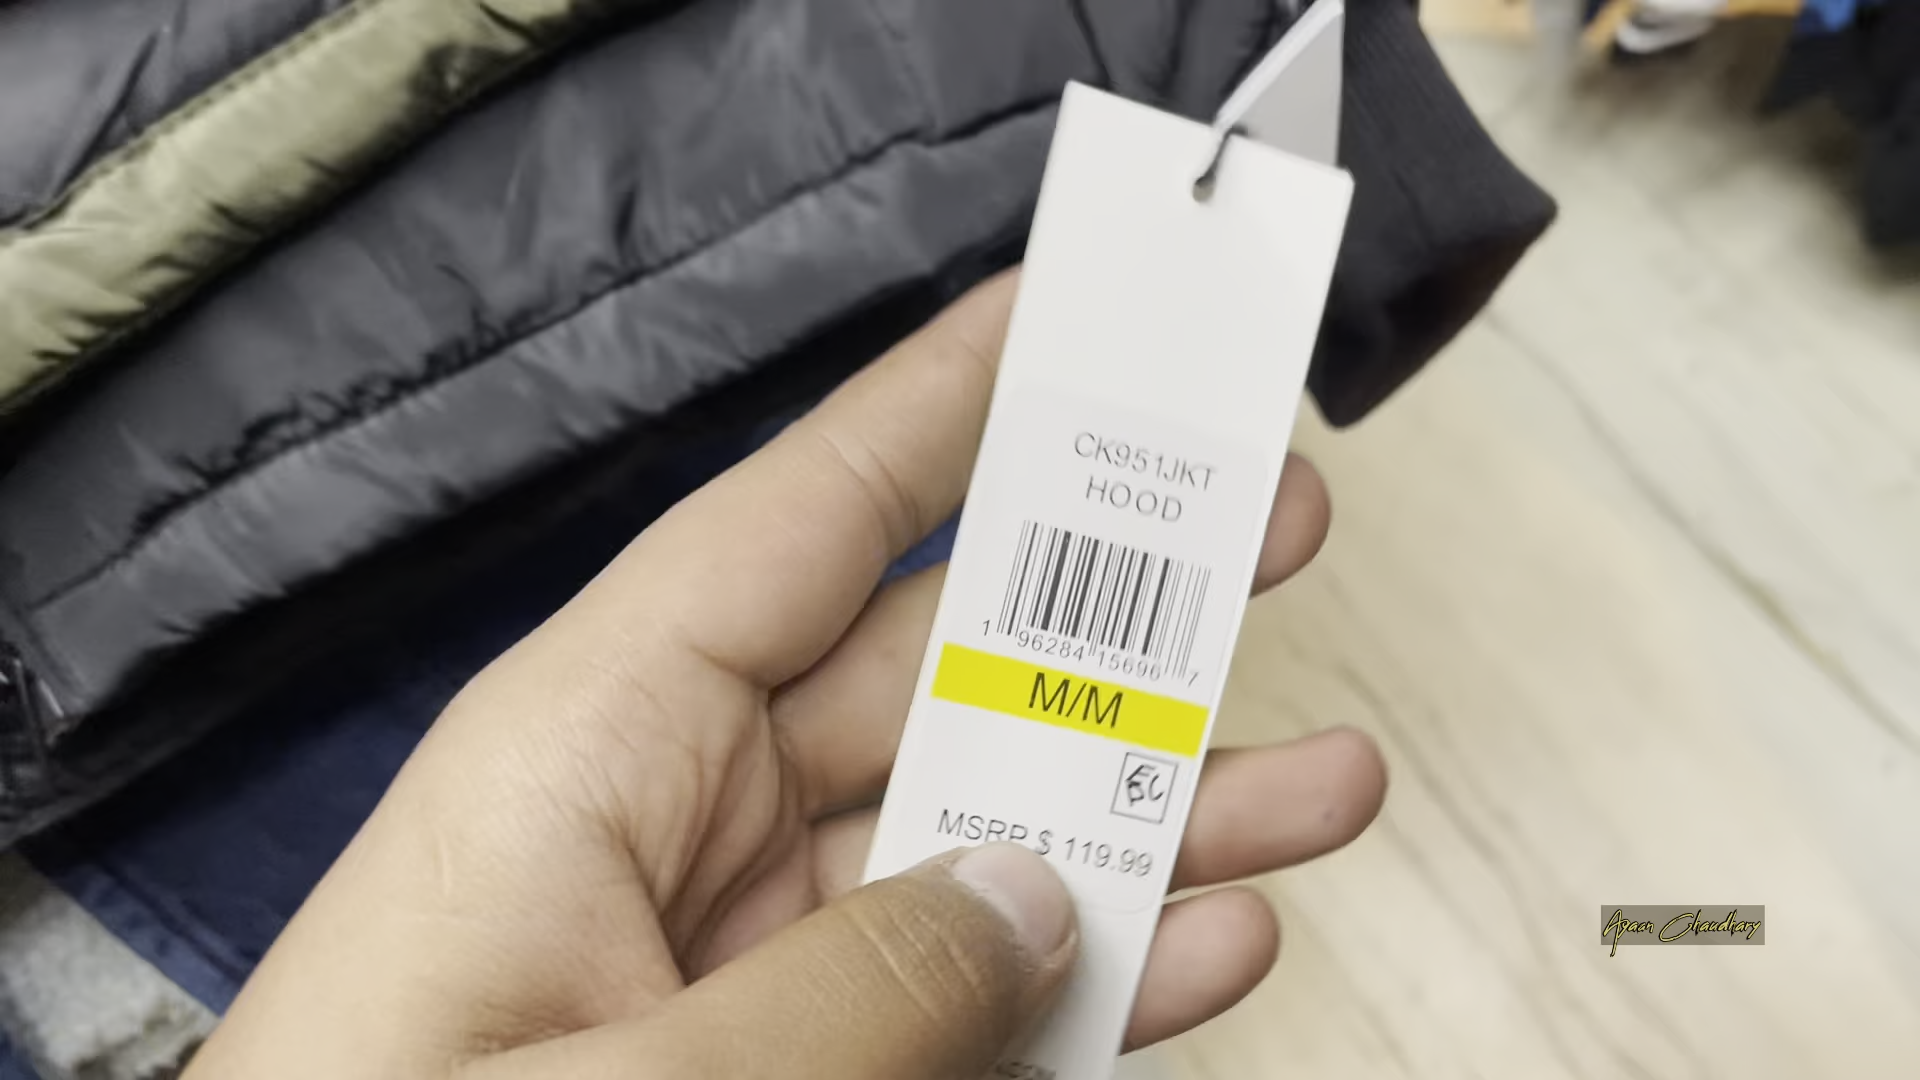 CK951JKT
HOOD
1 96284 15696 7
M/M
MSRP $ 119.99
Ayaan Chaudhary